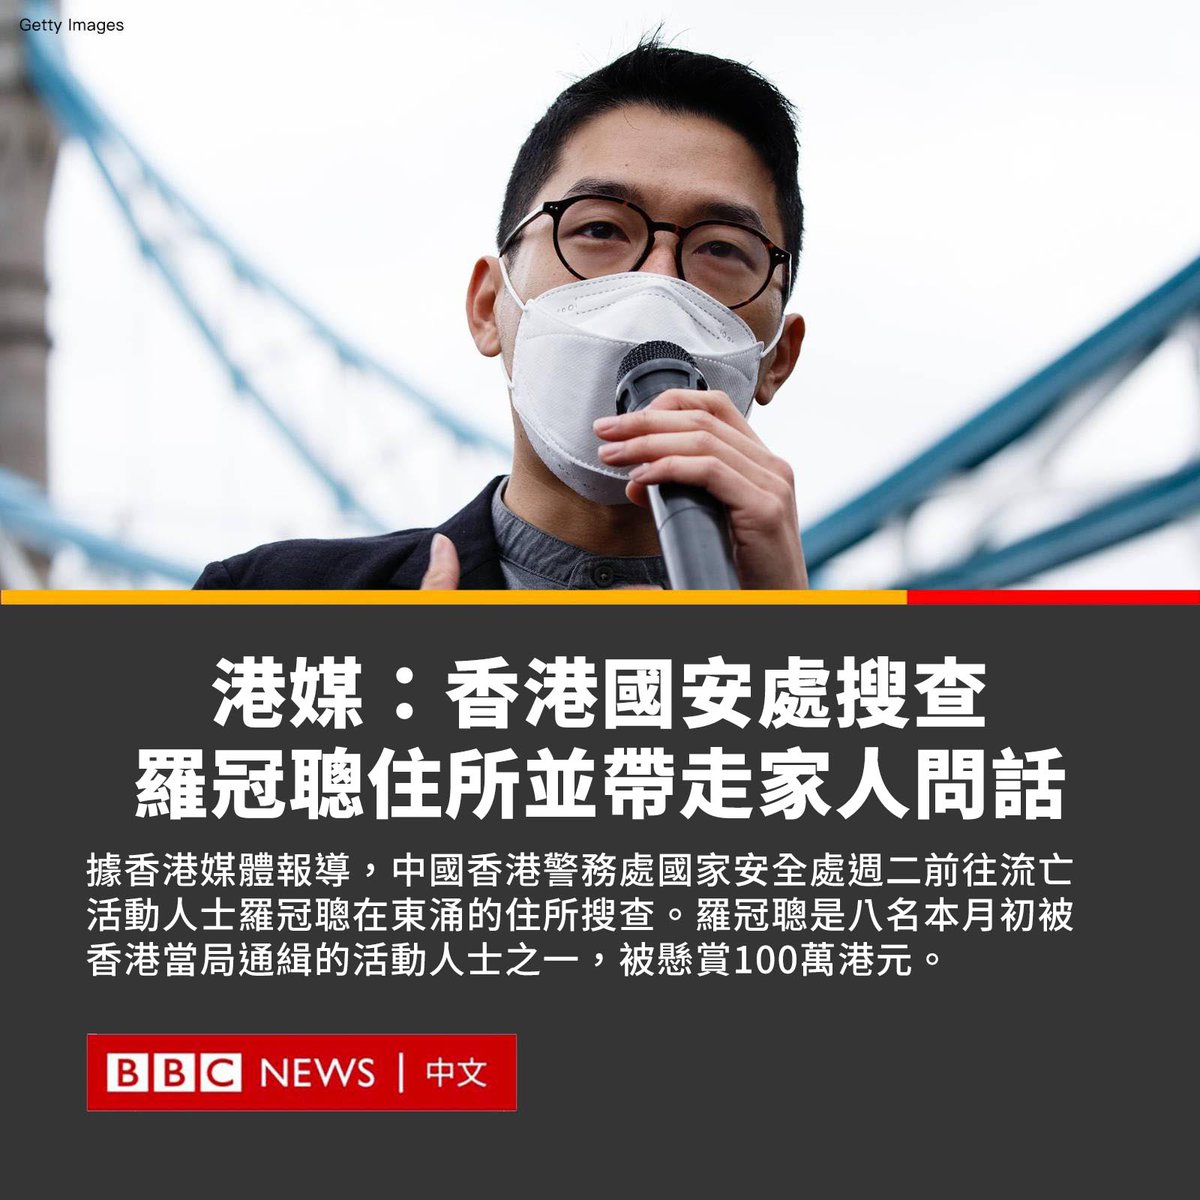 Getty Images
港媒：香港國安處搜查
羅冠聰住所並帶走家人問話
據香港媒體報導，中國香港警務處國家安全處週二前往流亡
活動人士羅冠聰在東涌的住所搜查。羅冠聰是八名本月初被
香港當局通緝的活動人士之一，被懸賞100萬港元。
BBC NEWS | 中文